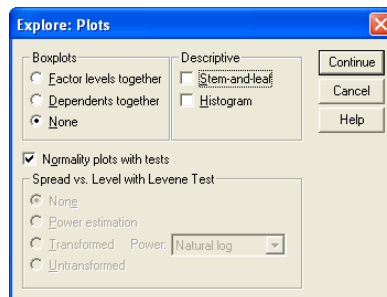 Explore: Plots
Boxplots
Factor levels together
Dependents together
None
Descriptive
Stem-and-leaf
Histogram
Continue
Cancel
Help
Normality plots with tests
Spread vs. Level with Levene Test
None
Power estimation
Transformed Power: Natural log
Untransformed